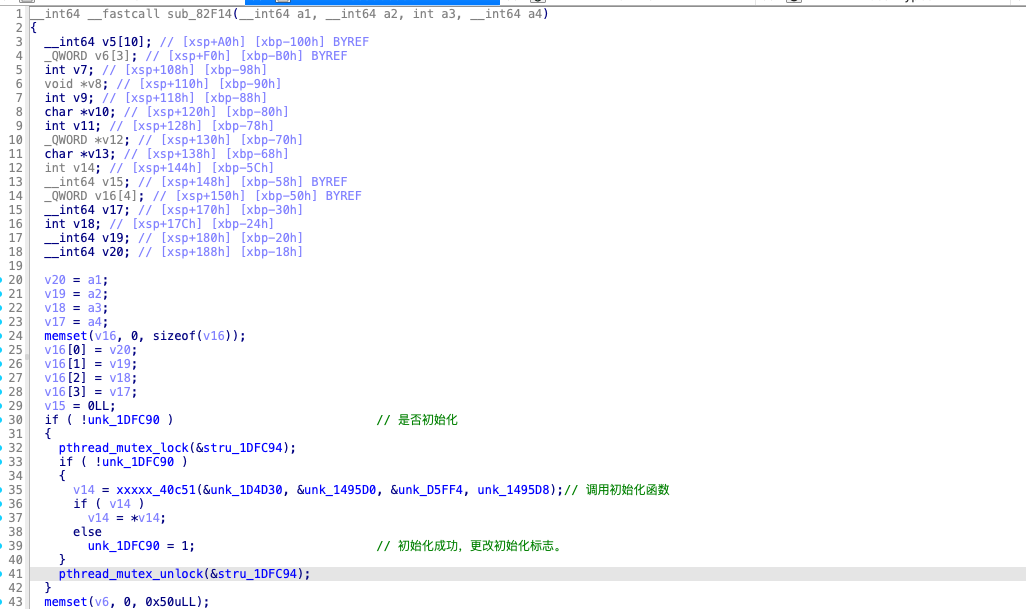 1 __int64 __fastcall sub_82F14(__int64 a1, __int64 a2, int a3, __int64 a4)
2 {
3 __int64 v5[10]; // [xsp+A0h] [xbp-100h] BYREF
4 _QWORD v6[3]; // [xsp+F0h] [xbp-B0h] BYREF
5 int v7; // [xsp+108h] [xbp-98h]
6 void *v8; // [xsp+110h] [xbp-90h]
7 int v9; // [xsp+118h] [xbp-88h]
8 char *v10; // [xsp+120h] [xbp-80h]
9 int v11; // [xsp+128h] [xbp-78h]
10 _QWORD *v12; // [xsp+130h] [xbp-70h]
11 char *v13; // [xsp+138h] [xbp-68h]
12 int v14; // [xsp+144h] [xbp-5Ch]
13 __int64 v15; // [xsp+148h] [xbp-58h] BYREF
14 _QWORD v16[4]; // [xsp+150h] [xbp-50h] BYREF
15 __int64 v17; // [xsp+170h] [xbp-30h]
16 int v18; // [xsp+17Ch] [xbp-24h]
17 __int64 v19; // [xsp+180h] [xbp-20h]
18 __int64 v20; // [xsp+188h] [xbp-18h]
19
20 v20 = a1;
21 v19 = a2;
22 v18 = a3;
23 v17 = a4;
24 memset(v16, 0, sizeof(v16));
25 v16[0] = v20;
26 v16[1] = v19;
27 v16[2] = v18;
28 v16[3] = v17;
29 v15 = 0LL;
30 if ( !unk_1DFC90 ) // 是否初始化
31 {
32 pthread_mutex_lock(&stru_1DFC94);
33 if ( !unk_1DFC90 )
34 {
35 v14 = xxxxx_40c51(&unk_1D4D30, &unk_1495D0, &unk_D5FF4, unk_1495D8);// 调用初始化函数
36 if ( v14 )
37 v14 = *v14;
38 else
39 unk_1DFC90 = 1; // 初始化成功，更改初始化标志。
40 }
41 pthread_mutex_unlock(&stru_1DFC94);
42 }
43 memset(v6, 0, 0x50uLL);